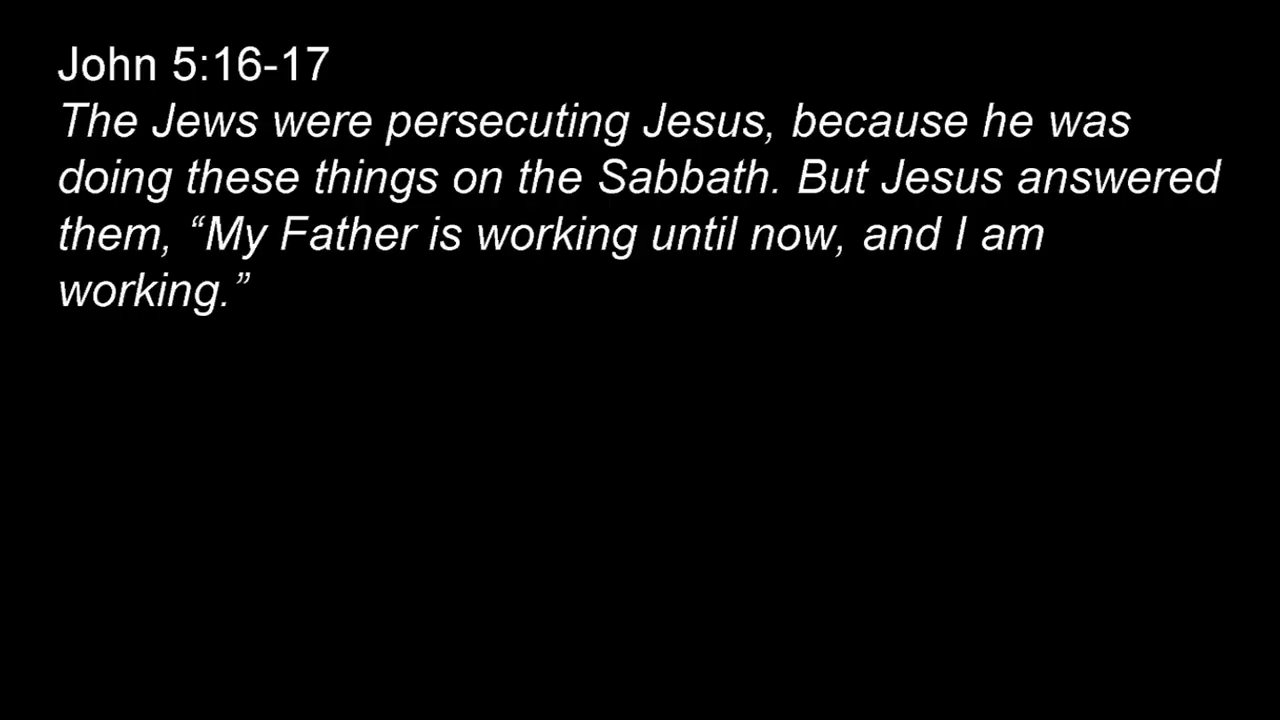 John 5:16-17
The Jews were persecuting Jesus, because he was
doing these things on the Sabbath. But Jesus answered
them, “My Father is working until now, and I am
working.”